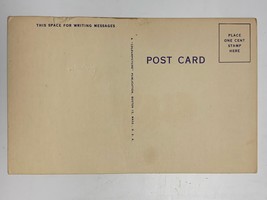 THIS SPACE FOR WRITING MESSAGES
POST CARD
PLACE
ONE CENT
STAMP
HERE